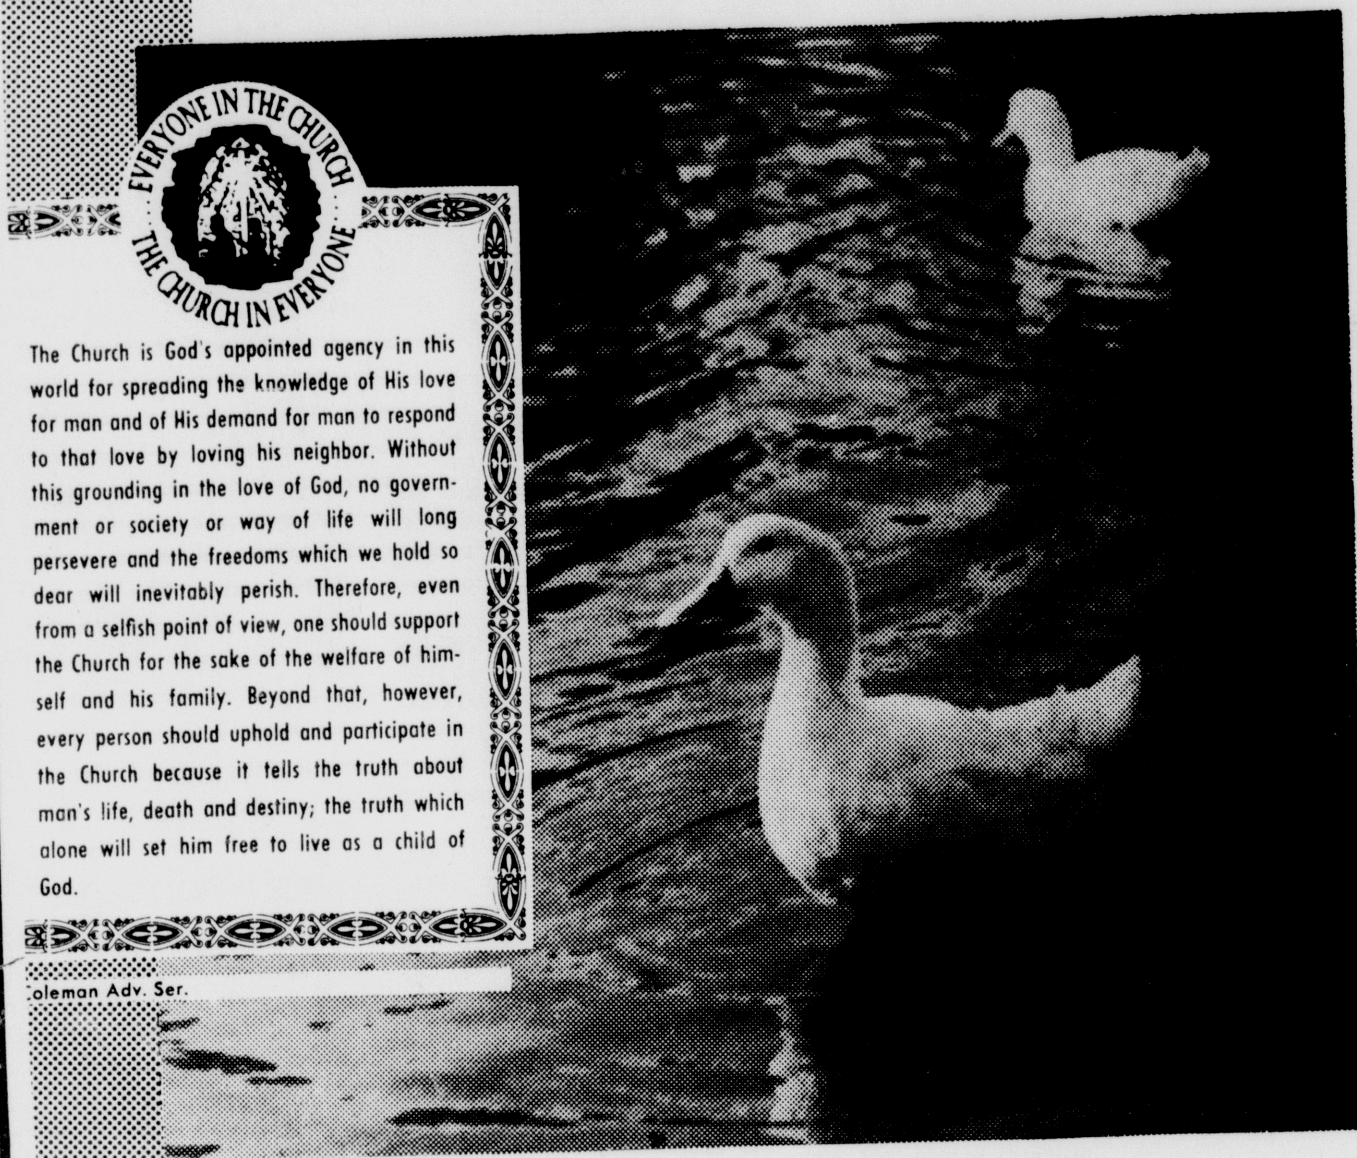 EVERYONE IN THE CHURCH
THE CHURCH IN EVERYONE
The Church is God's appointed agency in this
world for spreading the knowledge of His love
for man and of His demand for man to respond
to that love by loving his neighbor. Without
this grounding in the love of God, no govern-
ment or society or way of life will long
persevere and the freedoms which we hold so
dear will inevitably perish. Therefore, even
from a selfish point of view, one should support
the Church for the sake of the welfare of him-
self and his family. Beyond that, however,
every person should uphold and participate in
the Church because it tells the truth about
man's life, death and destiny; the truth which
alone will set him free to live as a child of
God.
oleman Adv. Ser.